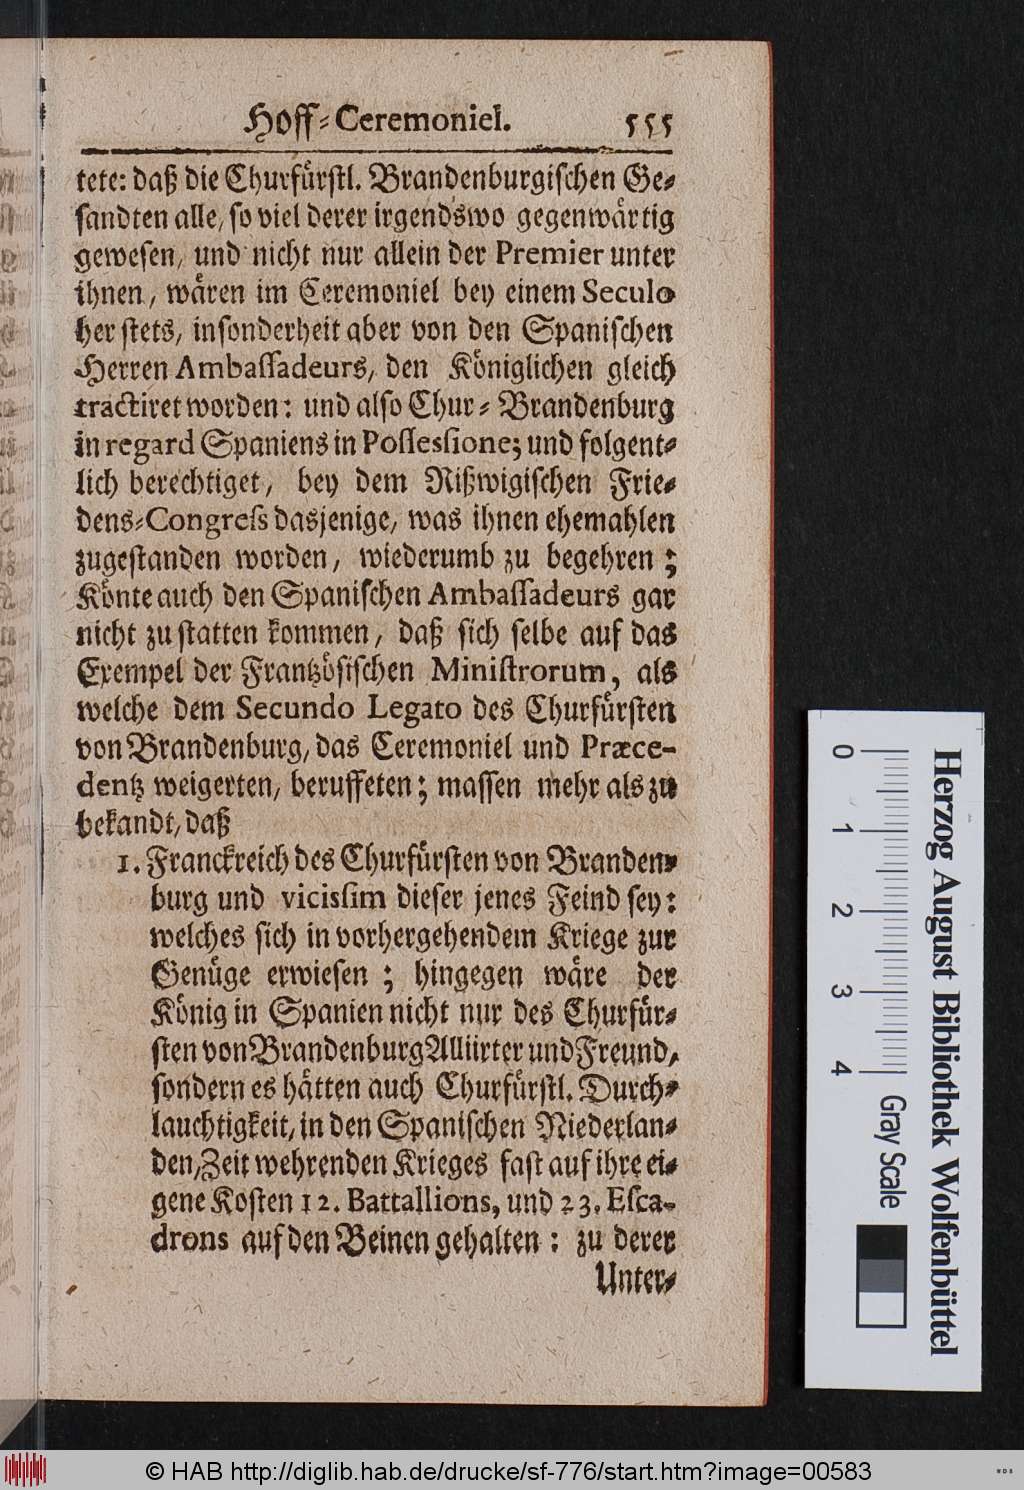 Hoff-Ceremoniel. 555
tete: daß die Churfürstl. Brandenburgischen Ge-
sandten alle, so viel derer irgendswo gegenwärtig
gewesen, und nicht nur allein der Premier unter
ihnen, wären im Ceremoniel bey einem Seculo
her stets, insonderheit aber von den Spanischen
Herren Ambassadeurs, den Königlichen gleich
tractiret worden: und also Chur-Brandenburg
in regard Spaniens in Possessione; und folgent-
lich berechtiget, bey dem Rißwigischen Frie-
dens-Congress dasjenige, was ihnen ehemahlen
zugestanden worden, wiederumb zu begehren;
Könte auch den Spanischen Ambassadeurs gar
nicht zu statten kommen, daß sich selbe auf das
Exempel der Frantzösischen Ministrorum, als
welche dem Secundo Legato des Churfürsten
von Brandenburg, das Ceremoniel und Præce-
dentz weigerten, beruffeten; massen mehr als zu
bekandt, daß
1. Franckreich des Churfürsten von Branden-
burg und vicissim dieser jenes Feind sey:
welches sich in vorhergehendem Kriege zur
Genüge erwiesen; hingegen wäre der
König in Spanien nicht nur des Churfür-
sten von Brandenburg Alliirter und Freund,
sondern es hätten auch Churfürstl. Durch-
lauchtigkeit, in den Spanischen Niederlan-
den, Zeit wehrenden Krieges fast auf ihre ei-
gene Kosten 12. Battallions, und 23. Esca-
drons auf den Beinen gehalten: zu derer
Unter-
0 1 2 3 4
Gray Scale
Herzog August Bibliothek Wolfenbüttel
© HAB http://diglib.hab.de/drucke/sf-776/start.htm?image=00583